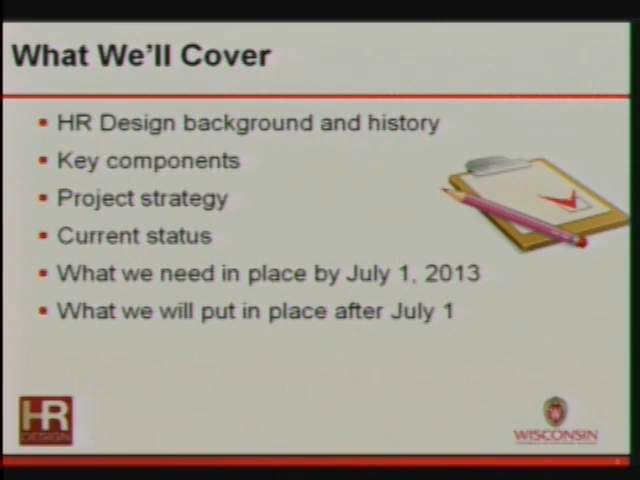 What We'll Cover
HR Design background and history
Key components
Project strategy
Current status
What we need in place by July 1, 2013
What we will put in place after July 1
HR
DESIGN
W
WISCONSIN